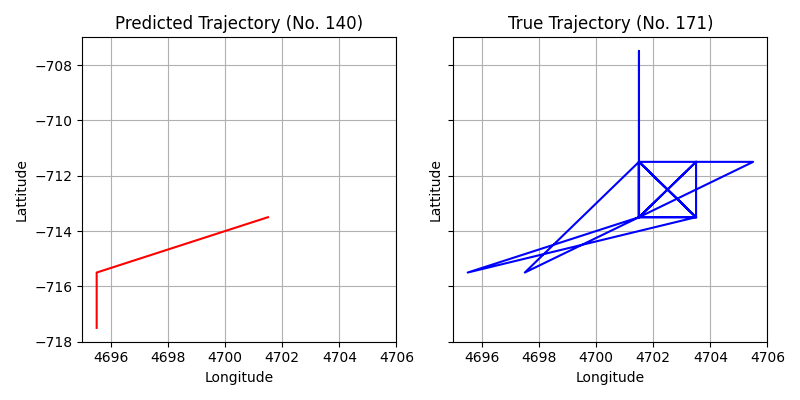 Predicted Trajectory (No. 140)
−708
−710
−712
−714
−716
−718
Lattitude
4696 4698 4700 4702 4704 4706
Longitude
True Trajectory (No. 171)
Lattitude
4696 4698 4700 4702 4704 4706
Longitude